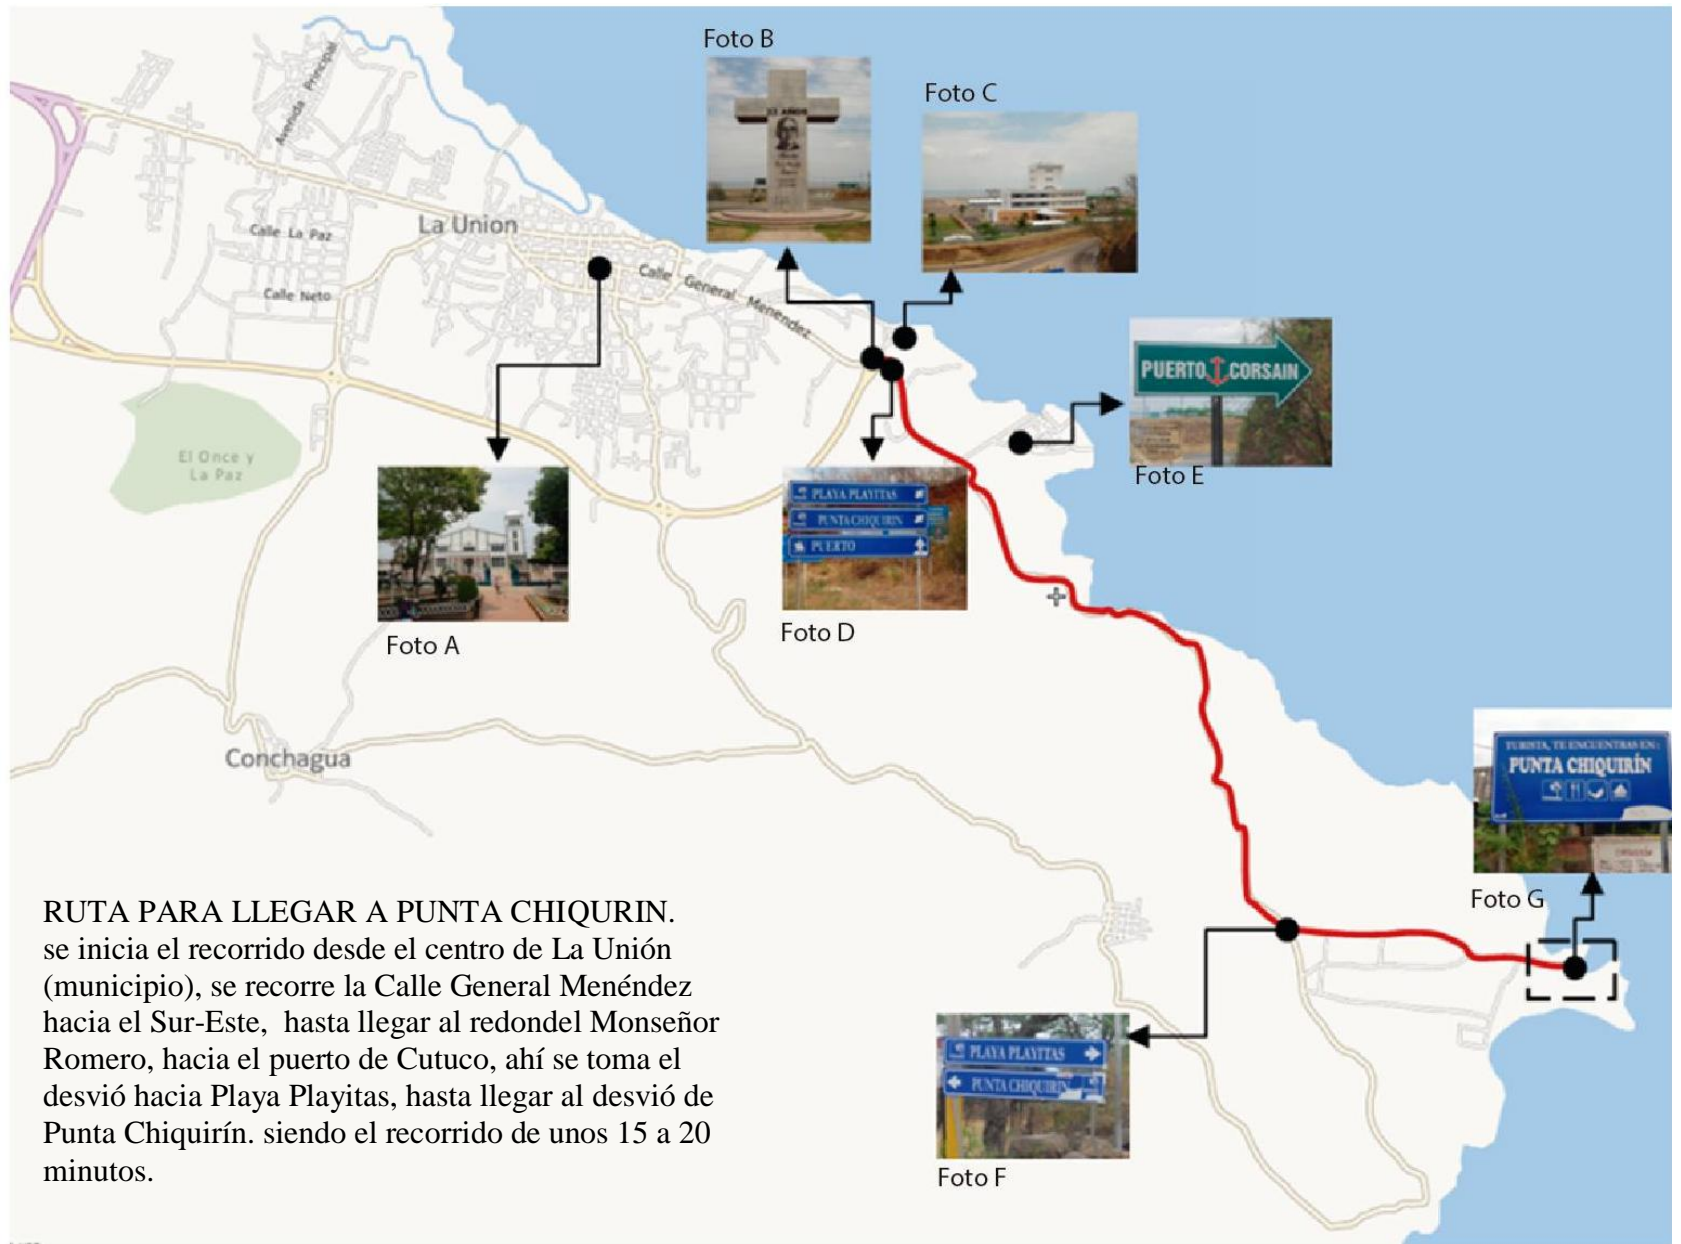 Foto B
Foto C
Avenida Principal
La Union
Calle La Paz
Calle Neto
Calle General Menendez
PUERTO CORSAIN
Foto E
El Once y
La Paz
PLAYA PLAYITAS
PUNTA CHIQUIRIN
PUERTO
Foto A
Foto D
Conchagua
TURISTA, TE ENCUENTRAS EN:
PUNTA CHIQUIRÍN
Foto G
RUTA PARA LLEGAR A PUNTA CHIQURIN.
se inicia el recorrido desde el centro de La Unión
(municipio), se recorre la Calle General Menéndez
hacia el Sur-Este, hasta llegar al redondel Monseñor
Romero, hacia el puerto de Cutuco, ahí se toma el
desvió hacia Playa Playitas, hasta llegar al desvió de
Punta Chiquirín. siendo el recorrido de unos 15 a 20
minutos.
PLAYA PLAYITAS
PUNTA CHIQUIRIN
Foto F